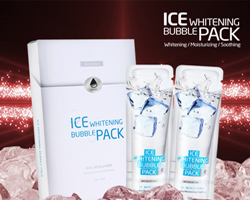 ICE WHITENING
BUBBLE PACK
Whitening / Moisturizing / Soothing
ICE WHITENING
BUBBLE PACK
ICE
WHITENING
BUBBLE
PACK
ICE
WHITENING
BUBBLE
PACK